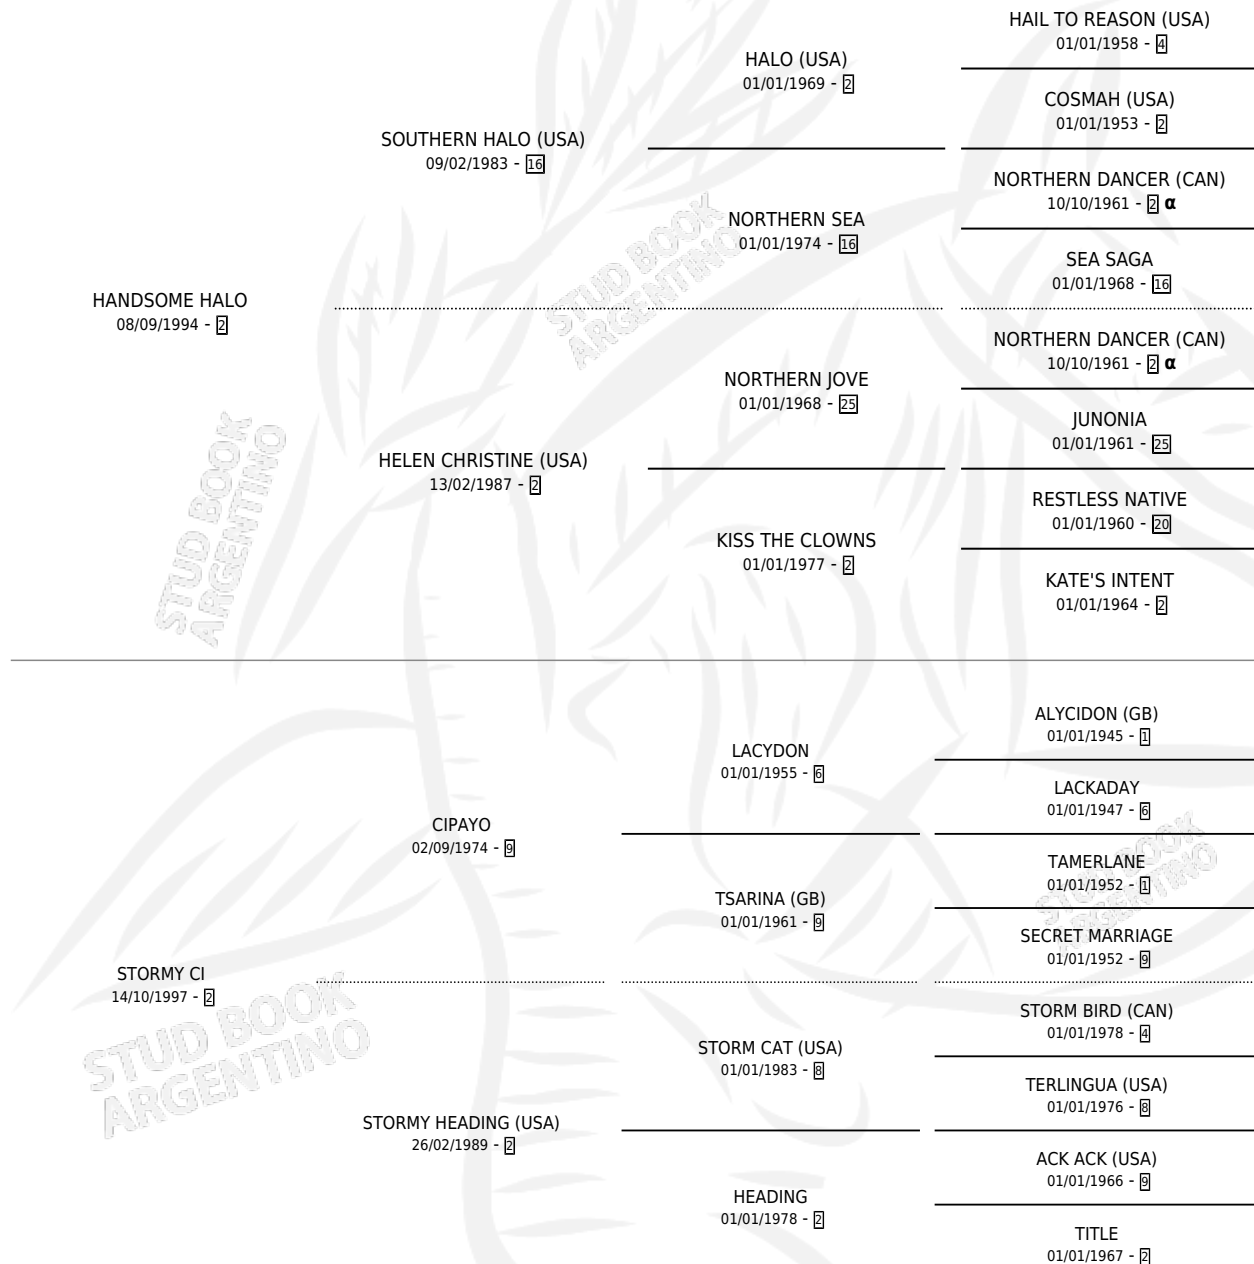 HAIL TO REASON (USA)
01/01/1958 - 4
HALO (USA)
01/01/1969 - 2
COSMAH (USA)
01/01/1953 - 2
SOUTHERN HALO (USA)
09/02/1983 - 16
NORTHERN DANCER (CAN)
10/10/1961 - 2 α
NORTHERN SEA
01/01/1974 - 16
SEA SAGA
01/01/1968 - 16
HANDSOME HALO
08/09/1994 - 2
NORTHERN DANCER (CAN)
10/10/1961 - 2 α
NORTHERN JOVE
01/01/1968 - 25
JUNONIA
01/01/1961 - 25
HELEN CHRISTINE (USA)
13/02/1987 - 2
RESTLESS NATIVE
01/01/1960 - 20
KISS THE CLOWNS
01/01/1977 - 2
KATE'S INTENT
01/01/1964 - 2
ALYCIDON (GB)
01/01/1945 - 1
LACYDON
01/01/1955 - 6
LACKADAY
01/01/1947 - 6
CIPAYO
02/09/1974 - 9
TAMERLANE
01/01/1952 - 1
TSARINA (GB)
01/01/1961 - 9
SECRET MARRIAGE
01/01/1952 - 9
STORMY CI
14/10/1997 - 2
STORM BIRD (CAN)
01/01/1978 - 4
STORM CAT (USA)
01/01/1983 - 8
TERLINGUA (USA)
01/01/1976 - 8
STORMY HEADING (USA)
26/02/1989 - 2
ACK ACK (USA)
01/01/1966 - 9
HEADING
01/01/1978 - 2
TITLE
01/01/1967 - 2
STUD BOOK
ARGENTINO
STUD BOOK
ARGENTINO
STUD BOOK
ARGENTINO
STUD BOOK
ARGENTINO